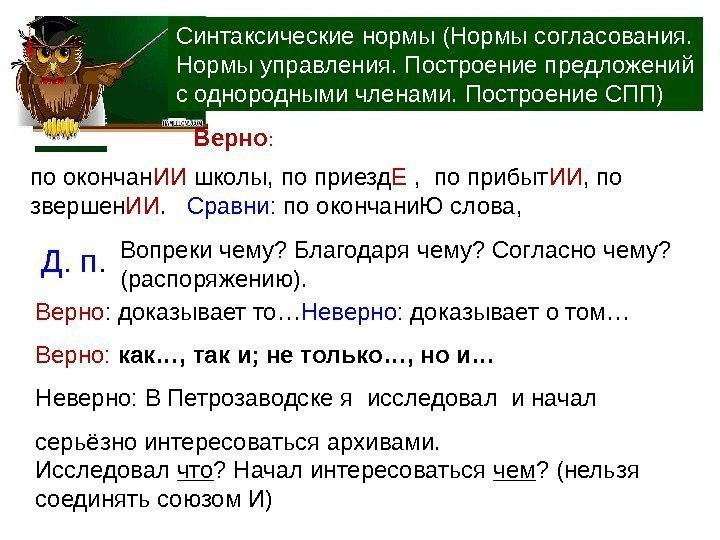 Синтаксические нормы (Нормы согласования.
Нормы управления. Построение предложений
с однородными членами. Построение СПП)
Верно:
по окончанИИ школы, по приездЕ , по прибытИИ, по
звершенИИ. Сравни: по окончаниЮ слова,
Д. п.
Вопреки чему? Благодаря чему? Согласно чему?
(распоряжению).
Верно: доказывает то…Неверно: доказывает о том…
Верно: как…, так и; не только…, но и…
Неверно: В Петрозаводске я исследовал и начал
серьёзно интересоваться архивами.
Исследовал что? Начал интересоваться чем? (нельзя
соединять союзом И)